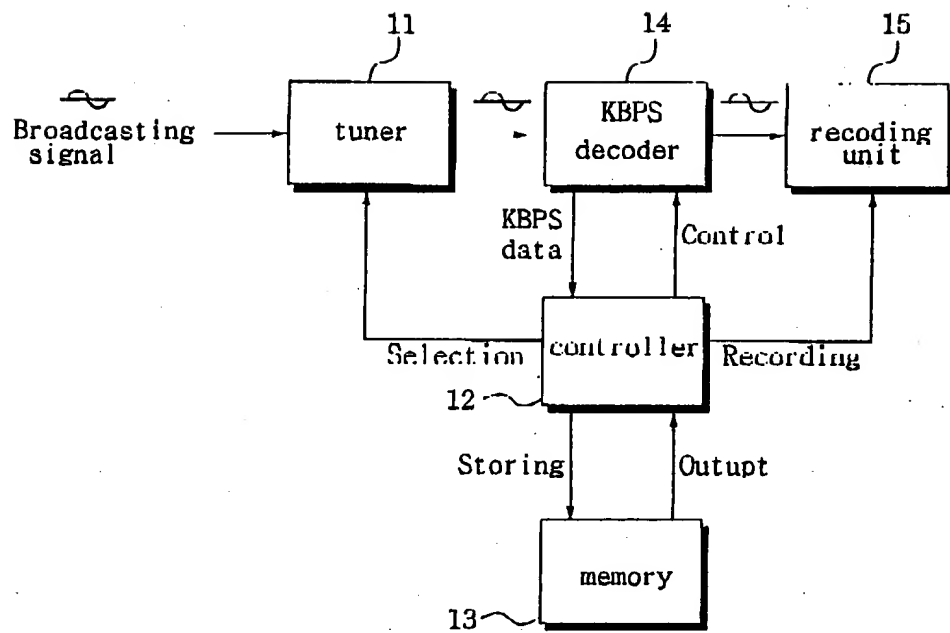 11
14
15
Broadcasting
signal
tuner
KBPS
decoder
recoding
unit
KBPS
data
Control
Selection
controller
Recording
12
Storing
Outupt
memory
13